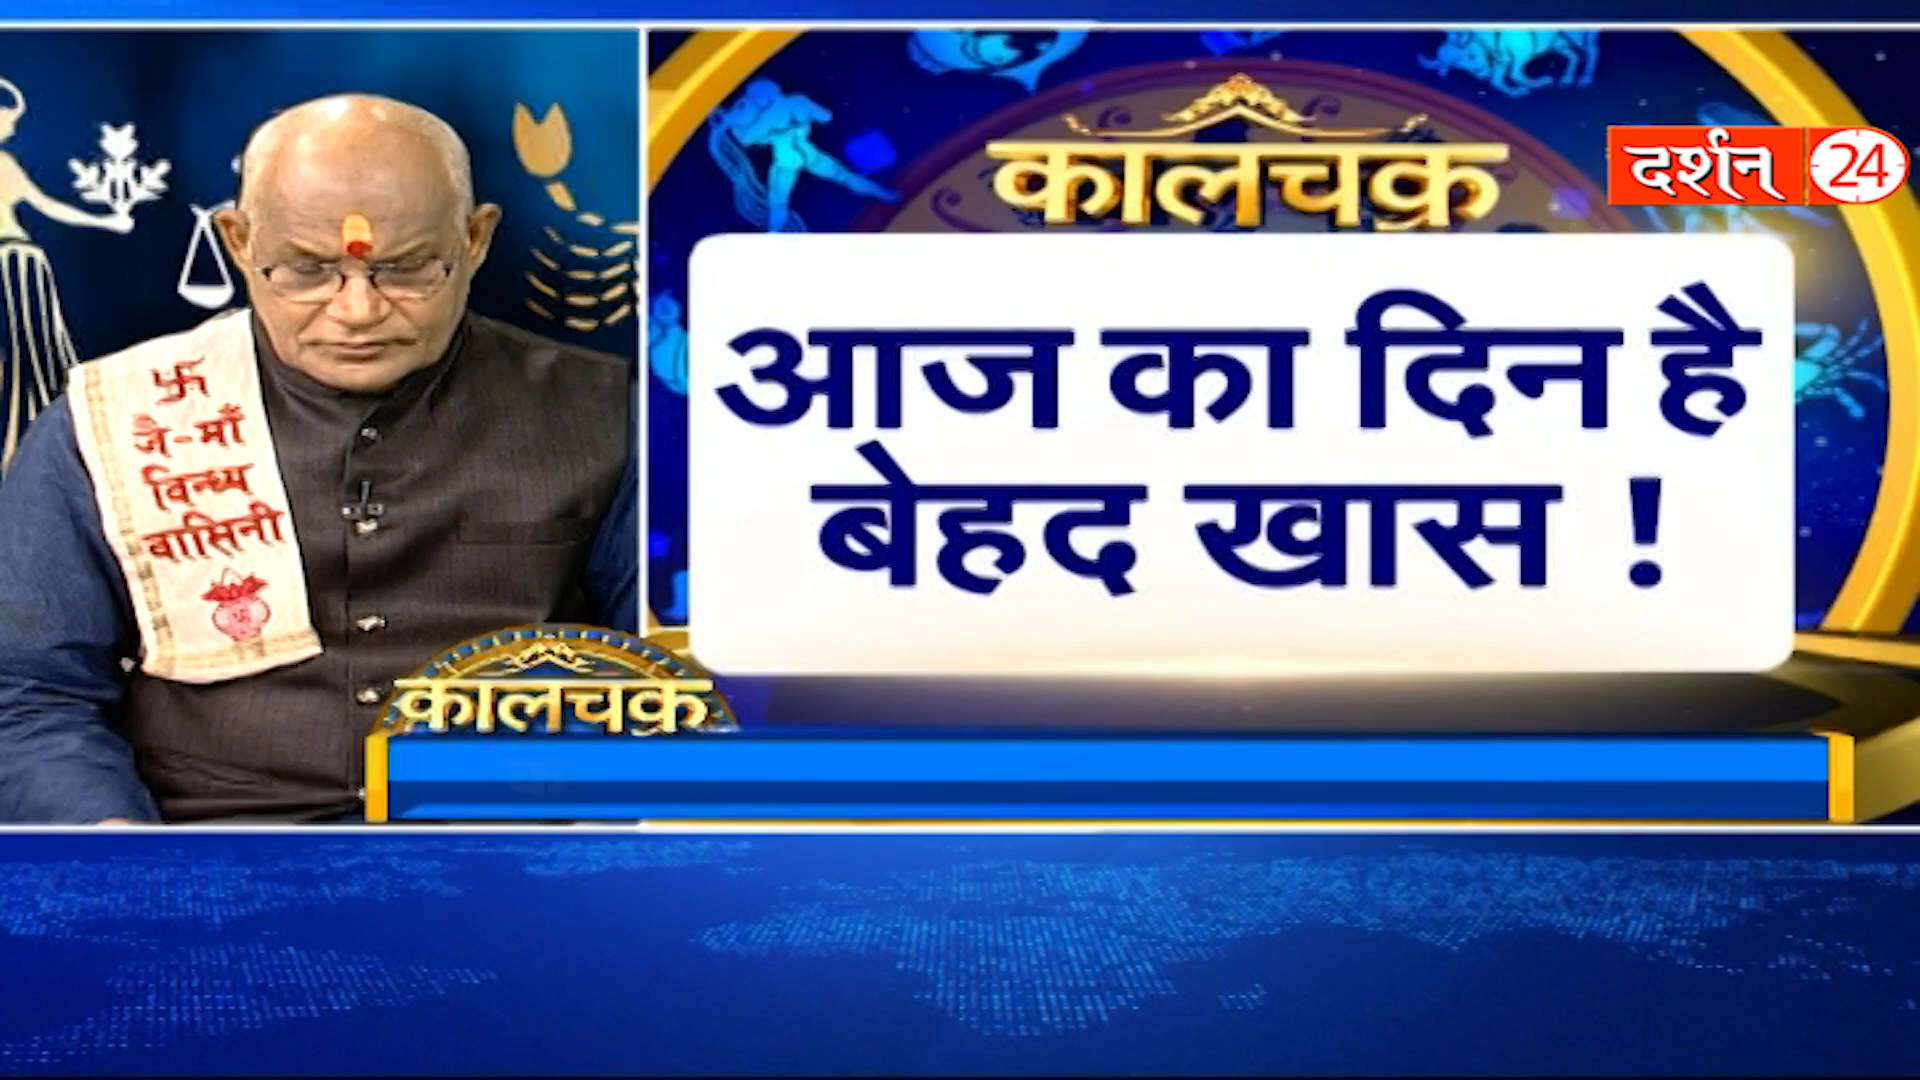 कालचक्र
दर्शन 24
आज का दिन है
बेहद खास !
जै-माँ
विन्ध्य
वासिनी
कालचक्र